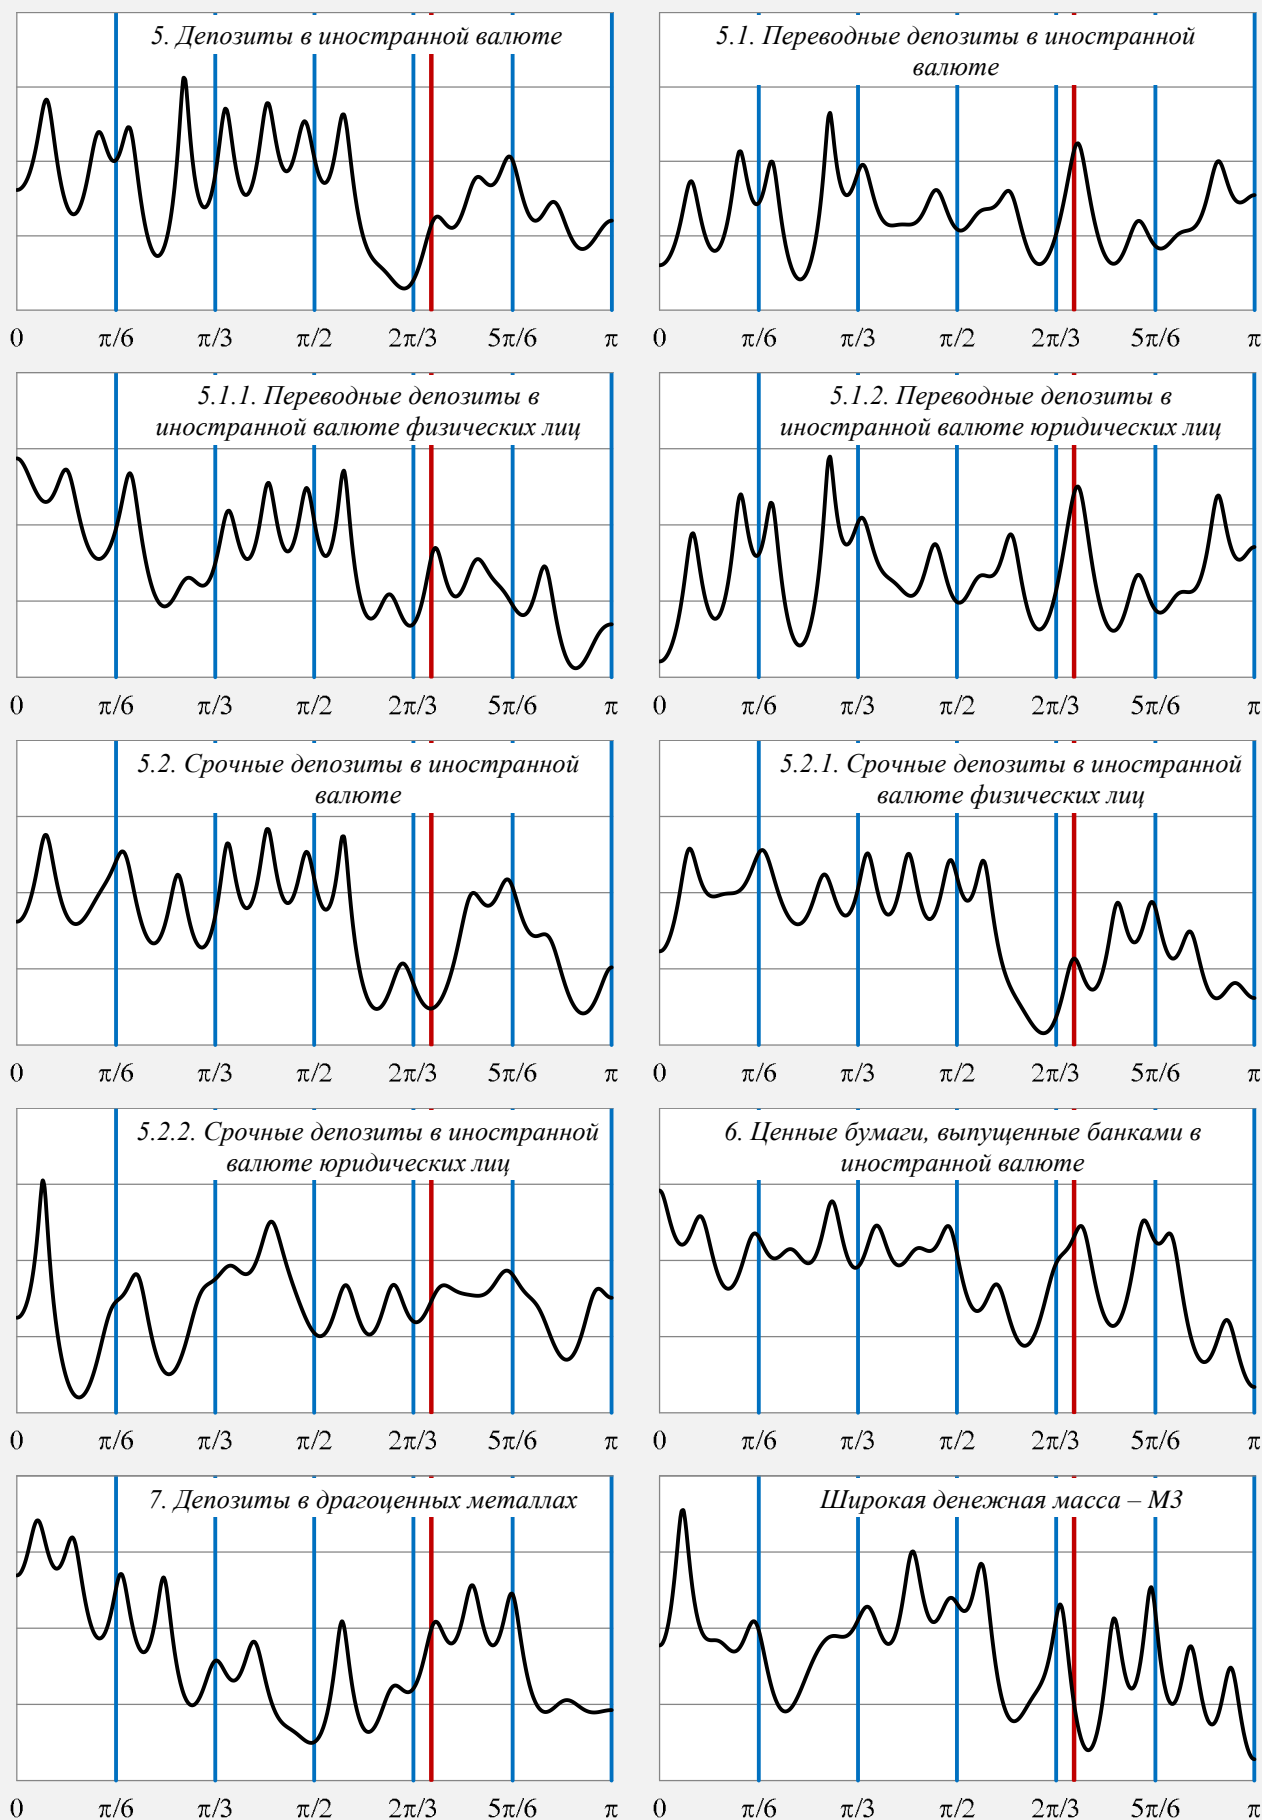 5. Депозиты в иностранной валюте
0 π/6 π/3 π/2 2π/3 5π/6 π
5.1. Переводные депозиты в иностранной
валюте
0 π/6 π/3 π/2 2π/3 5π/6 π
5.1.1. Переводные депозиты в
иностранной валюте физических лиц
0 π/6 π/3 π/2 2π/3 5π/6 π
5.1.2. Переводные депозиты в
иностранной валюте юридических лиц
0 π/6 π/3 π/2 2π/3 5π/6 π
5.2. Срочные депозиты в иностранной
валюте
0 π/6 π/3 π/2 2π/3 5π/6 π
5.2.1. Срочные депозиты в иностранной
валюте физических лиц
0 π/6 π/3 π/2 2π/3 5π/6 π
5.2.2. Срочные депозиты в иностранной
валюте юридических лиц
0 π/6 π/3 π/2 2π/3 5π/6 π
6. Ценные бумаги, выпущенные банками в
иностранной валюте
0 π/6 π/3 π/2 2π/3 5π/6 π
7. Депозиты в драгоценных металлах
0 π/6 π/3 π/2 2π/3 5π/6 π
Широкая денежная масса – М3
0 π/6 π/3 π/2 2π/3 5π/6 π